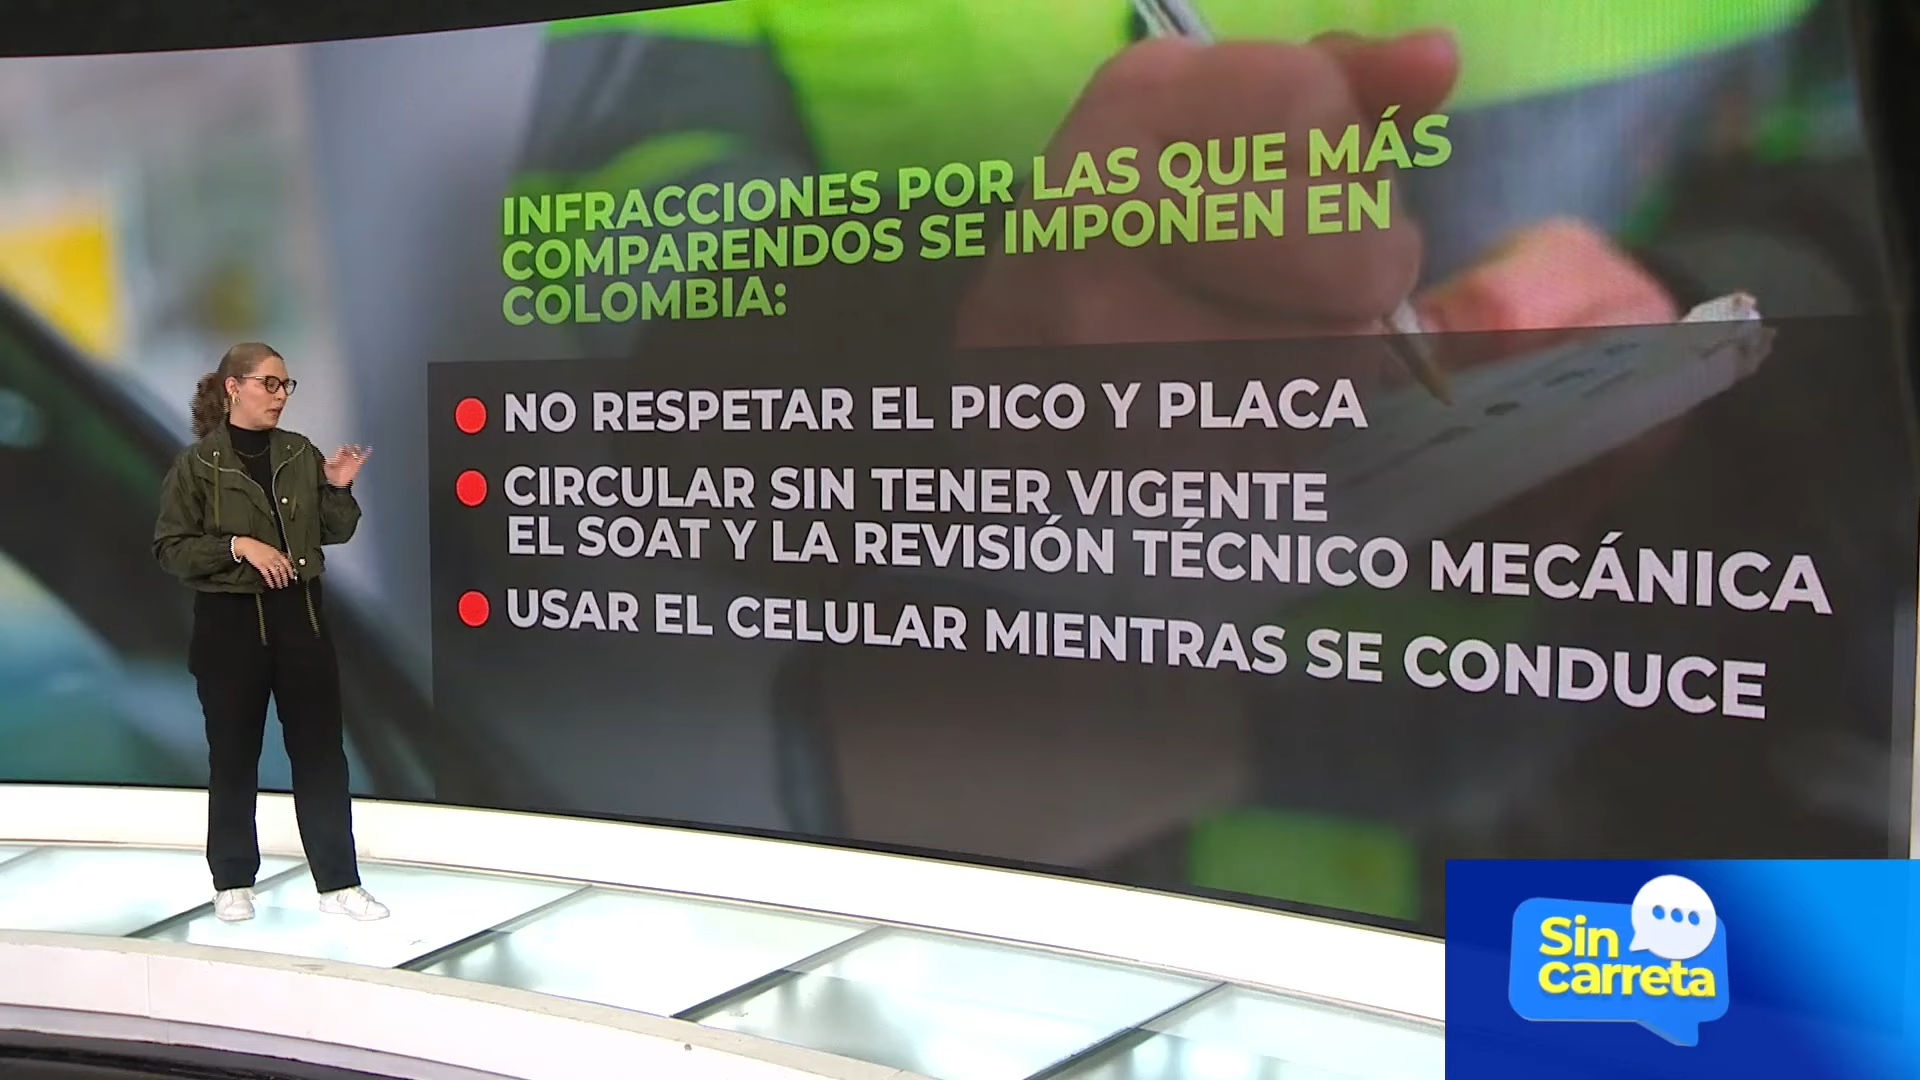 INFRACCIONES POR LAS QUE MÁS
COMPARENDOS SE IMPONEN EN
COLOMBIA:
NO RESPETAR EL PICO Y PLACA
CIRCULAR SIN TENER VIGENTE
EL SOAT Y LA REVISIÓN TÉCNICO MECÁNICA
USAR EL CELULAR MIENTRAS SE CONDUCE
Sin
carreta